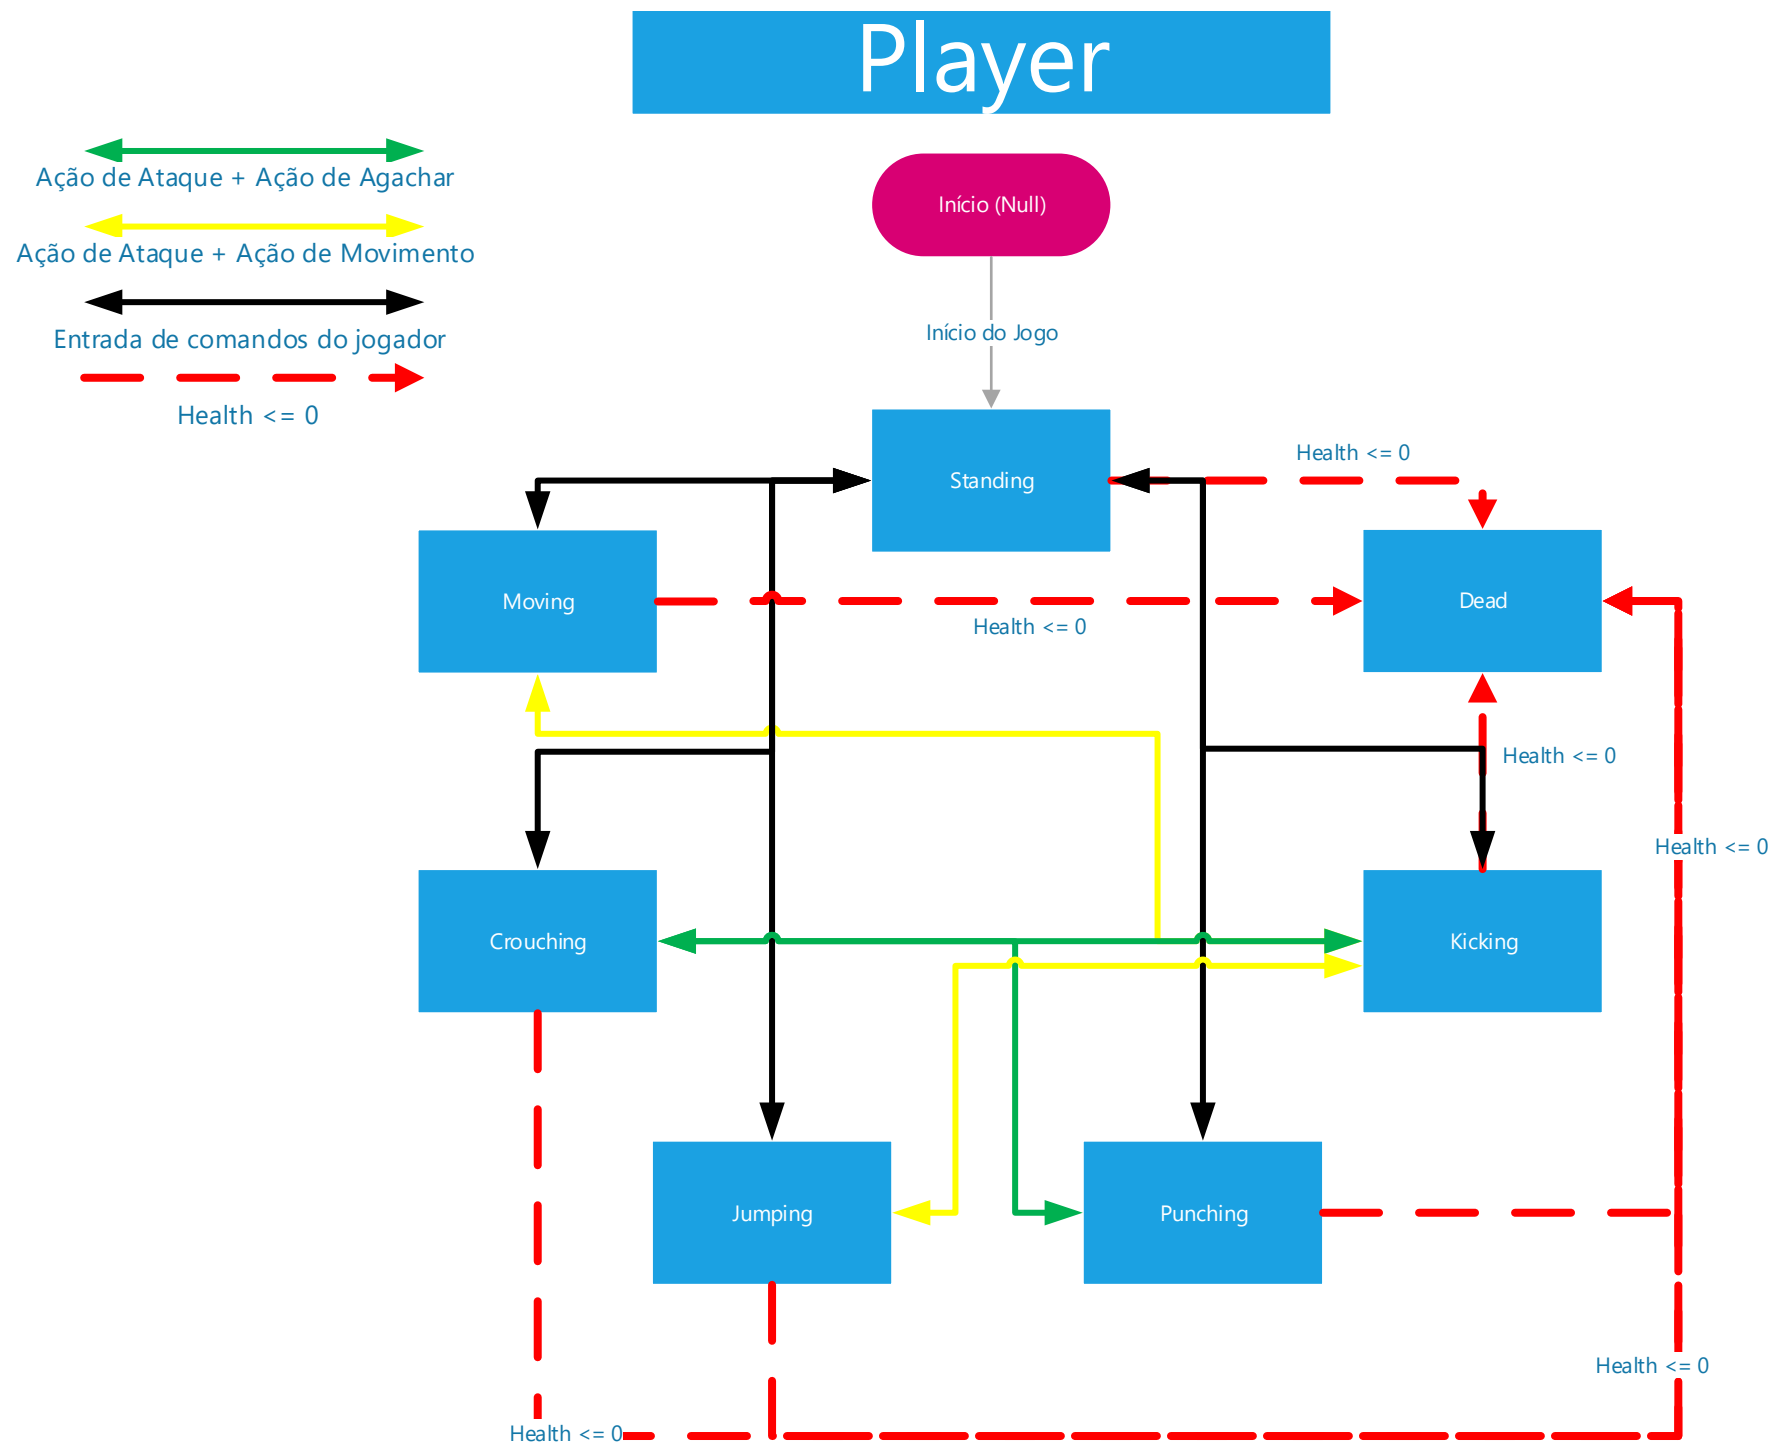 Player
Ação de Ataque + Ação de Agachar
Início (Null)
Ação de Ataque + Ação de Movimento
Entrada de comandos do jogador
Início do Jogo
Health <= 0
Health <= 0
Standing
Moving
Dead
Health <= 0
Health <= 0
Health <= 0
Crouching
Kicking
Jumping
Punching
Health <= 0
Health <= 0